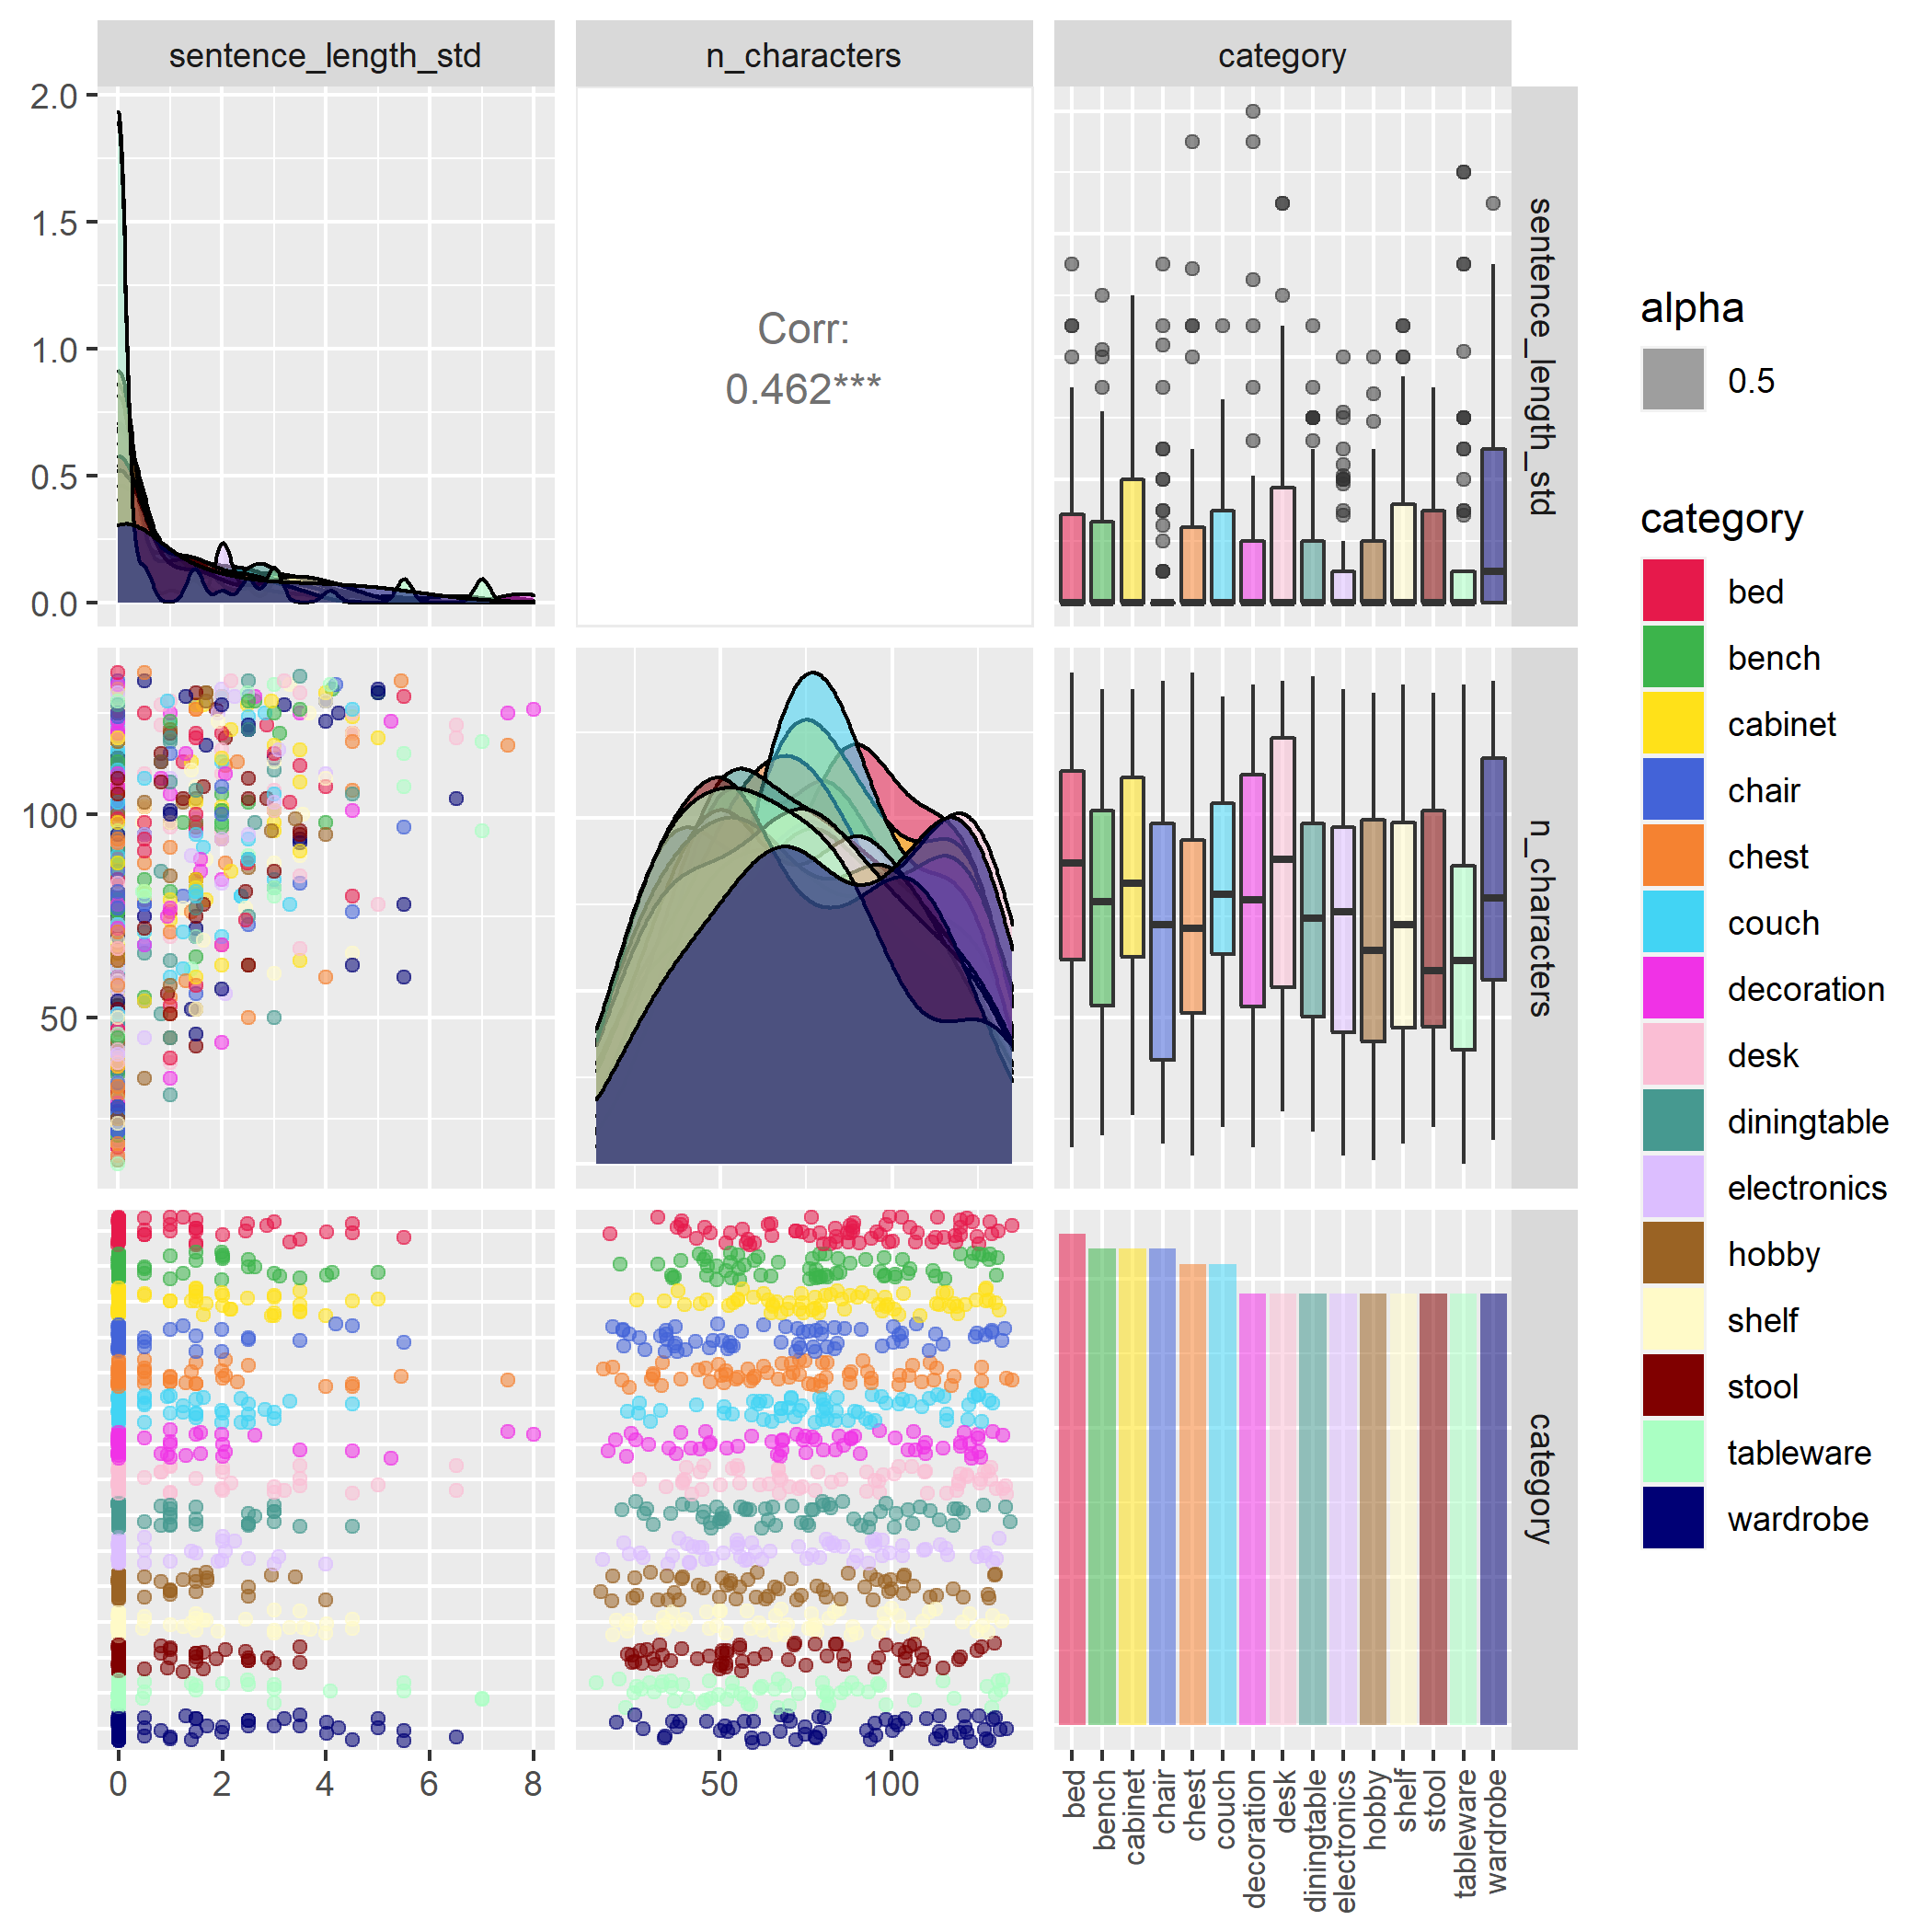 sentence_length_std n_characters category
2.0
1.5
1.0
0.5
0.0
Corr:
0.462***
sentence_length_std
100
50
n_characters
category
0 2 4 6 8
50 100
bed
bench
cabinet
chair
chest
couch
decoration
desk
diningtable
electronics
hobby
shelf
stool
tableware
wardrobe
alpha
0.5
category
bed
bench
cabinet
chair
chest
couch
decoration
desk
diningtable
electronics
hobby
shelf
stool
tableware
wardrobe